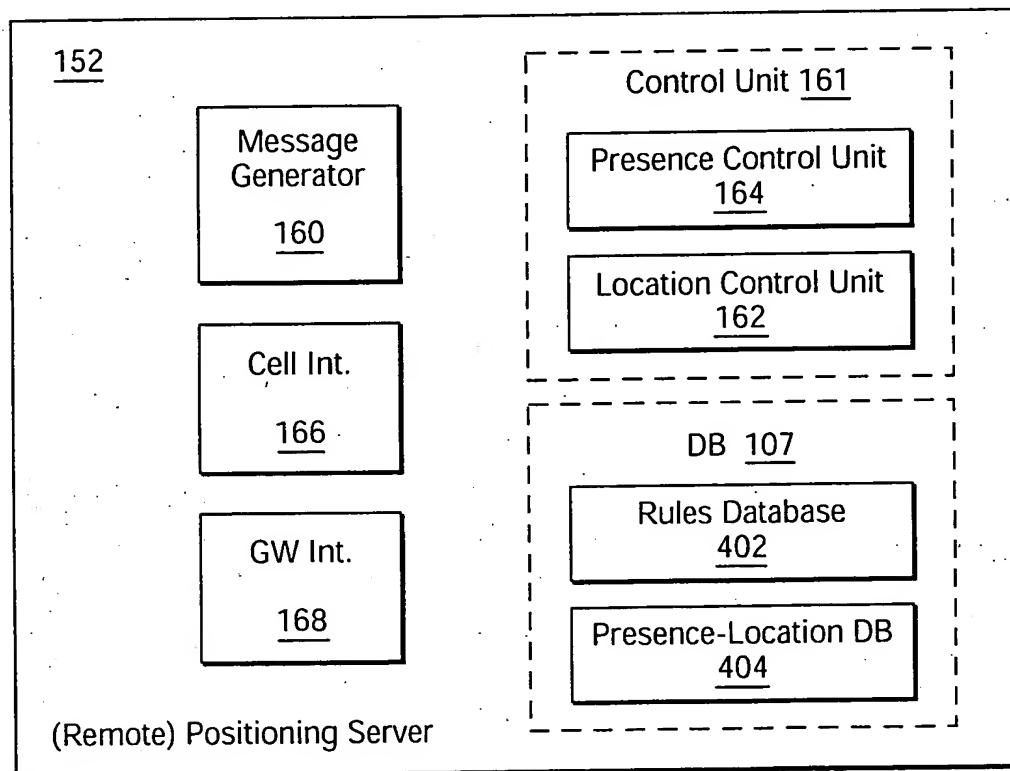 152
Message
Generator
160
Cell Int.
166
GW Int.
168
(Remote) Positioning Server
Control Unit 161
Presence Control Unit
164
Location Control Unit
162
DB 107
Rules Database
402
Presence-Location DB
404